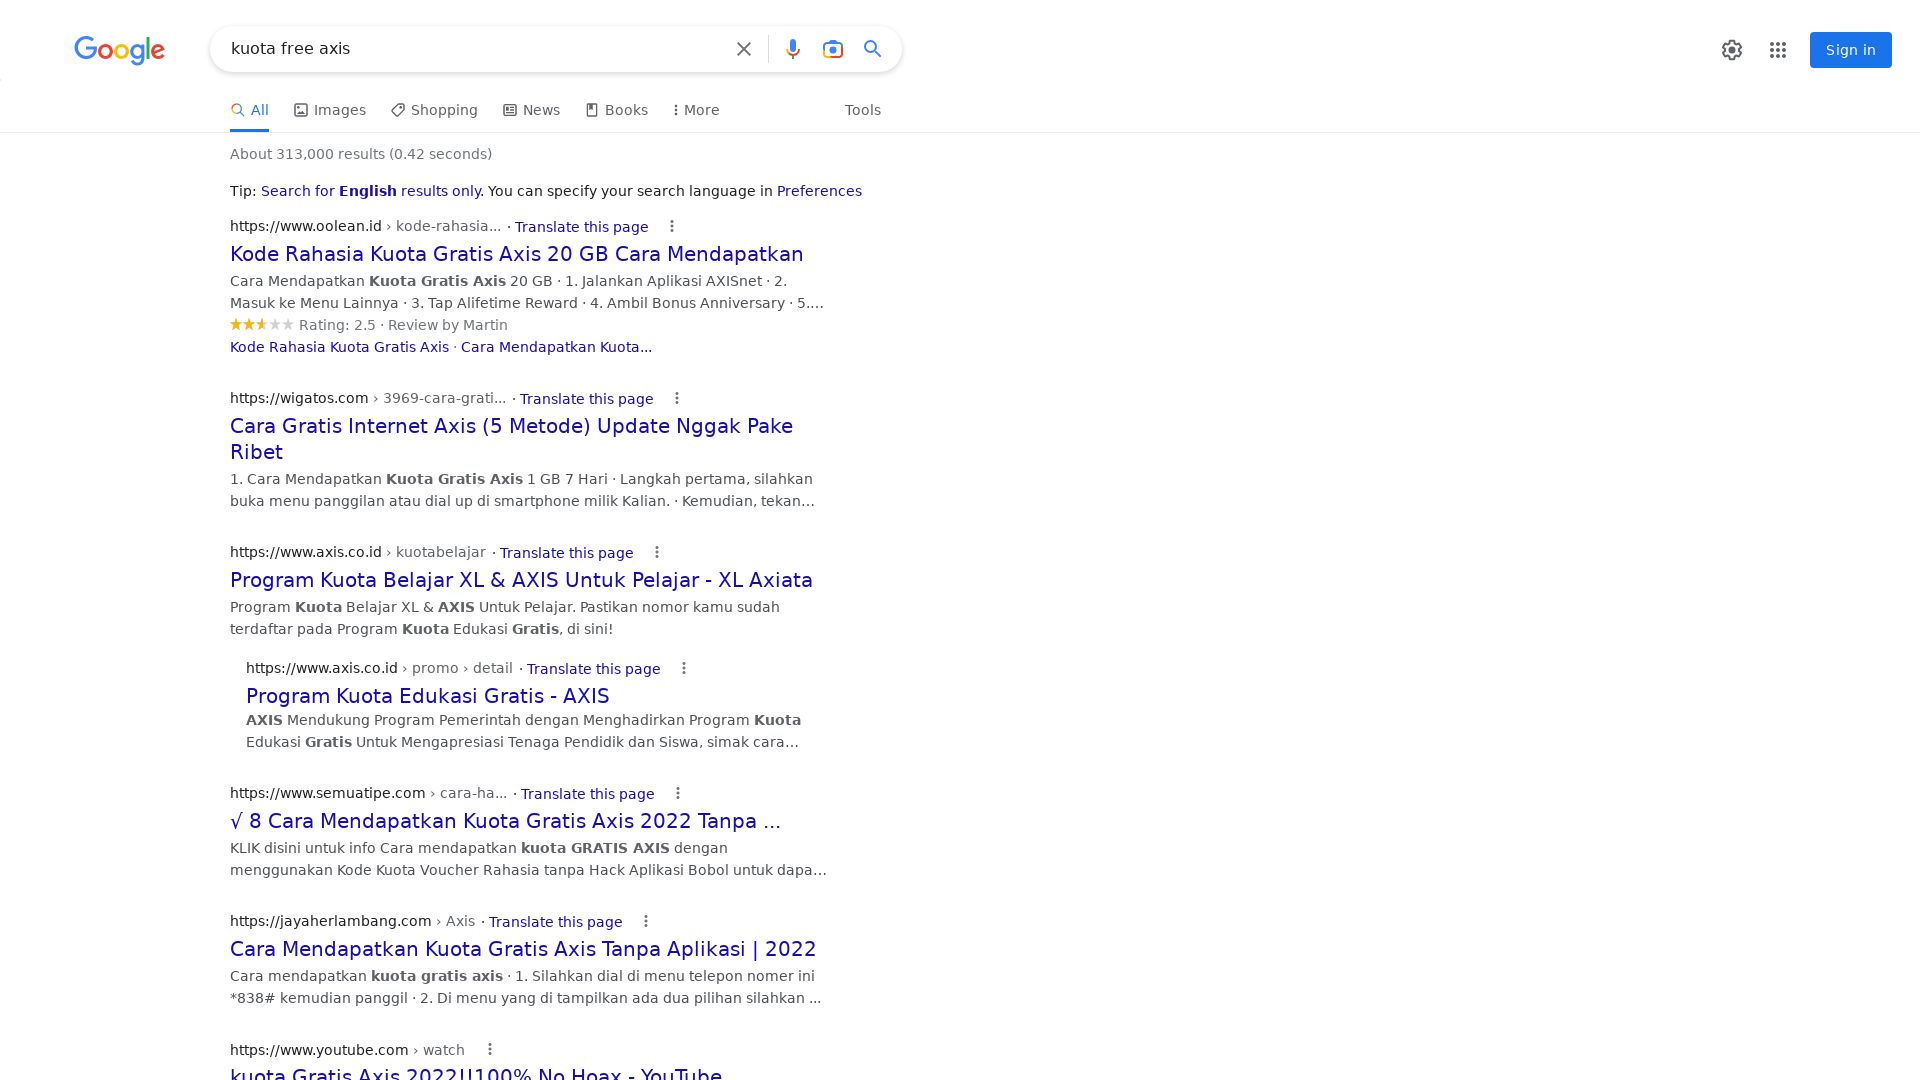 Google
kuota free axis
Sign in
All
Images
Shopping
News
Books
More
Tools
About 313,000 results (0.42 seconds)
Tip: Search for English results only. You can specify your search language in Preferences
https://www.oolean.id › kode-rahasia... · Translate this page
Kode Rahasia Kuota Gratis Axis 20 GB Cara Mendapatkan
Cara Mendapatkan Kuota Gratis Axis 20 GB · 1. Jalankan Aplikasi AXISnet · 2.
Masuk ke Menu Lainnya · 3. Tap Alifetime Reward · 4. Ambil Bonus Anniversary · 5....
Rating: 2.5 · Review by Martin
Kode Rahasia Kuota Gratis Axis · Cara Mendapatkan Kuota...
https://wigatos.com › 3969-cara-grati... · Translate this page
Cara Gratis Internet Axis (5 Metode) Update Nggak Pake
Ribet
1. Cara Mendapatkan Kuota Gratis Axis 1 GB 7 Hari · Langkah pertama, silahkan
buka menu panggilan atau dial up di smartphone milik Kalian. · Kemudian, tekan...
https://www.axis.co.id › kuotabelajar · Translate this page
Program Kuota Belajar XL & AXIS Untuk Pelajar - XL Axiata
Program Kuota Belajar XL & AXIS Untuk Pelajar. Pastikan nomor kamu sudah
terdaftar pada Program Kuota Edukasi Gratis, di sini!
https://www.axis.co.id › promo › detail · Translate this page
Program Kuota Edukasi Gratis - AXIS
AXIS Mendukung Program Pemerintah dengan Menghadirkan Program Kuota
Edukasi Gratis Untuk Mengapresiasi Tenaga Pendidik dan Siswa, simak cara...
https://www.semuatipe.com › cara-ha... · Translate this page
√ 8 Cara Mendapatkan Kuota Gratis Axis 2022 Tanpa ...
KLIK disini untuk info Cara mendapatkan kuota GRATIS AXIS dengan
menggunakan Kode Kuota Voucher Rahasia tanpa Hack Aplikasi Bobol untuk dapa...
https://jayaherlambang.com › Axis · Translate this page
Cara Mendapatkan Kuota Gratis Axis Tanpa Aplikasi | 2022
Cara mendapatkan kuota gratis axis · 1. Silahkan dial di menu telepon nomer ini
*838# kemudian panggil · 2. Di menu yang di tampilkan ada dua pilihan silahkan ...
https://www.youtube.com › watch
kuota Gratis Axis 2022!!100% No Hoax - YouTube